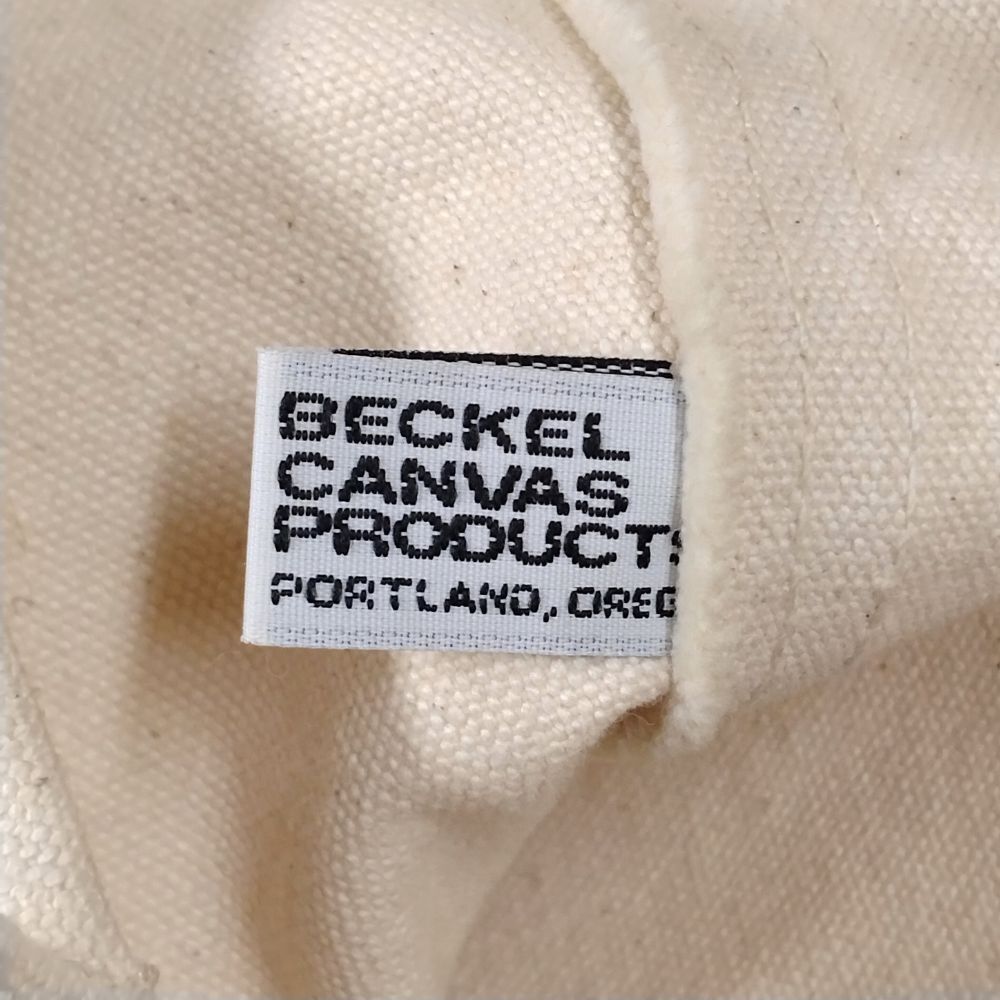 BECKEL
CANVAS
PRODUCTS
PORTLAND, OREG